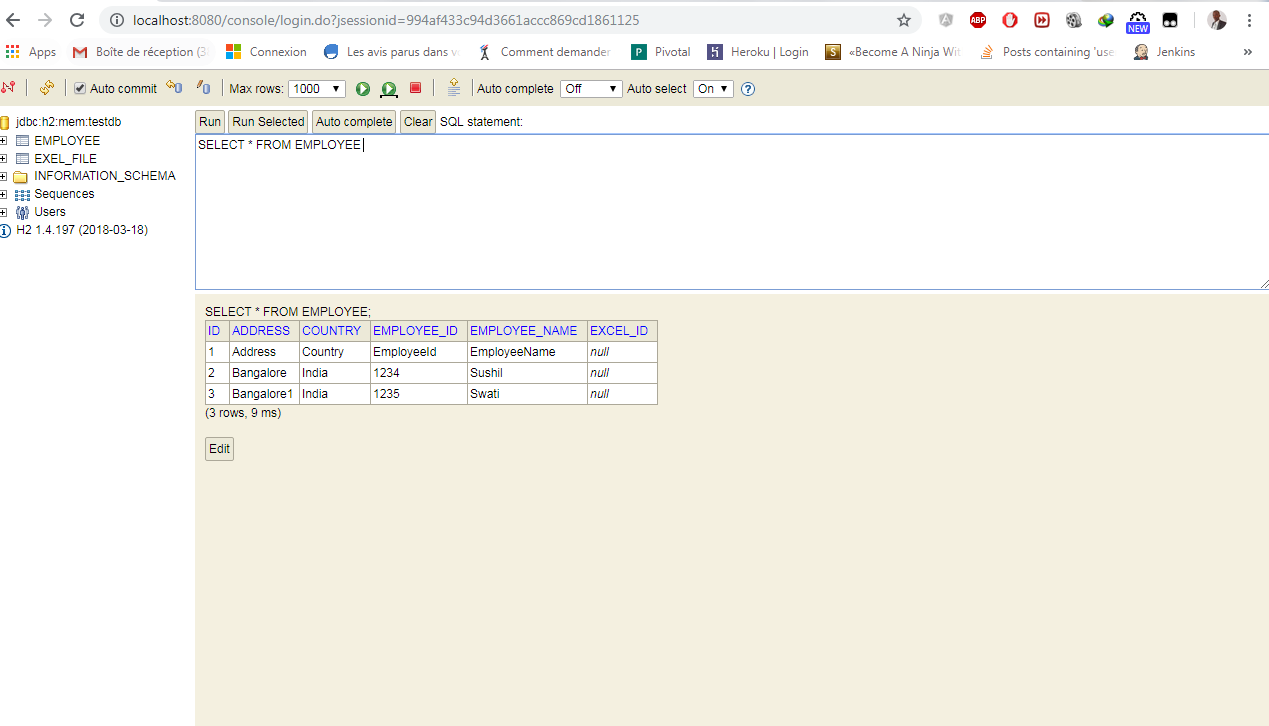 localhost:8080/console/login.do?jsessionid=994af433c94d3661accc869cd1861125
ABP
NEW
Apps Boîte de réception (3 Connexion Les avis parus dans v Comment demander P Pivotal H Heroku | Login S «Become A Ninja Wit Posts containing 'use Jenkins »
Auto commit Max rows: 1000 Auto complete Off Auto select On ?
jdbc:h2:mem:testdb
EMPLOYEE
EXEL_FILE
INFORMATION_SCHEMA
Sequences
Users
H2 1.4.197 (2018-03-18)
Run Run Selected Auto complete Clear SQL statement:
SELECT * FROM EMPLOYEE
SELECT * FROM EMPLOYEE;
ID ADDRESS COUNTRY EMPLOYEE_ID EMPLOYEE_NAME EXCEL_ID
1 Address Country EmployeeId EmployeeName null
2 Bangalore India 1234 Sushil null
3 Bangalore1 India 1235 Swati null
(3 rows, 9 ms)
Edit